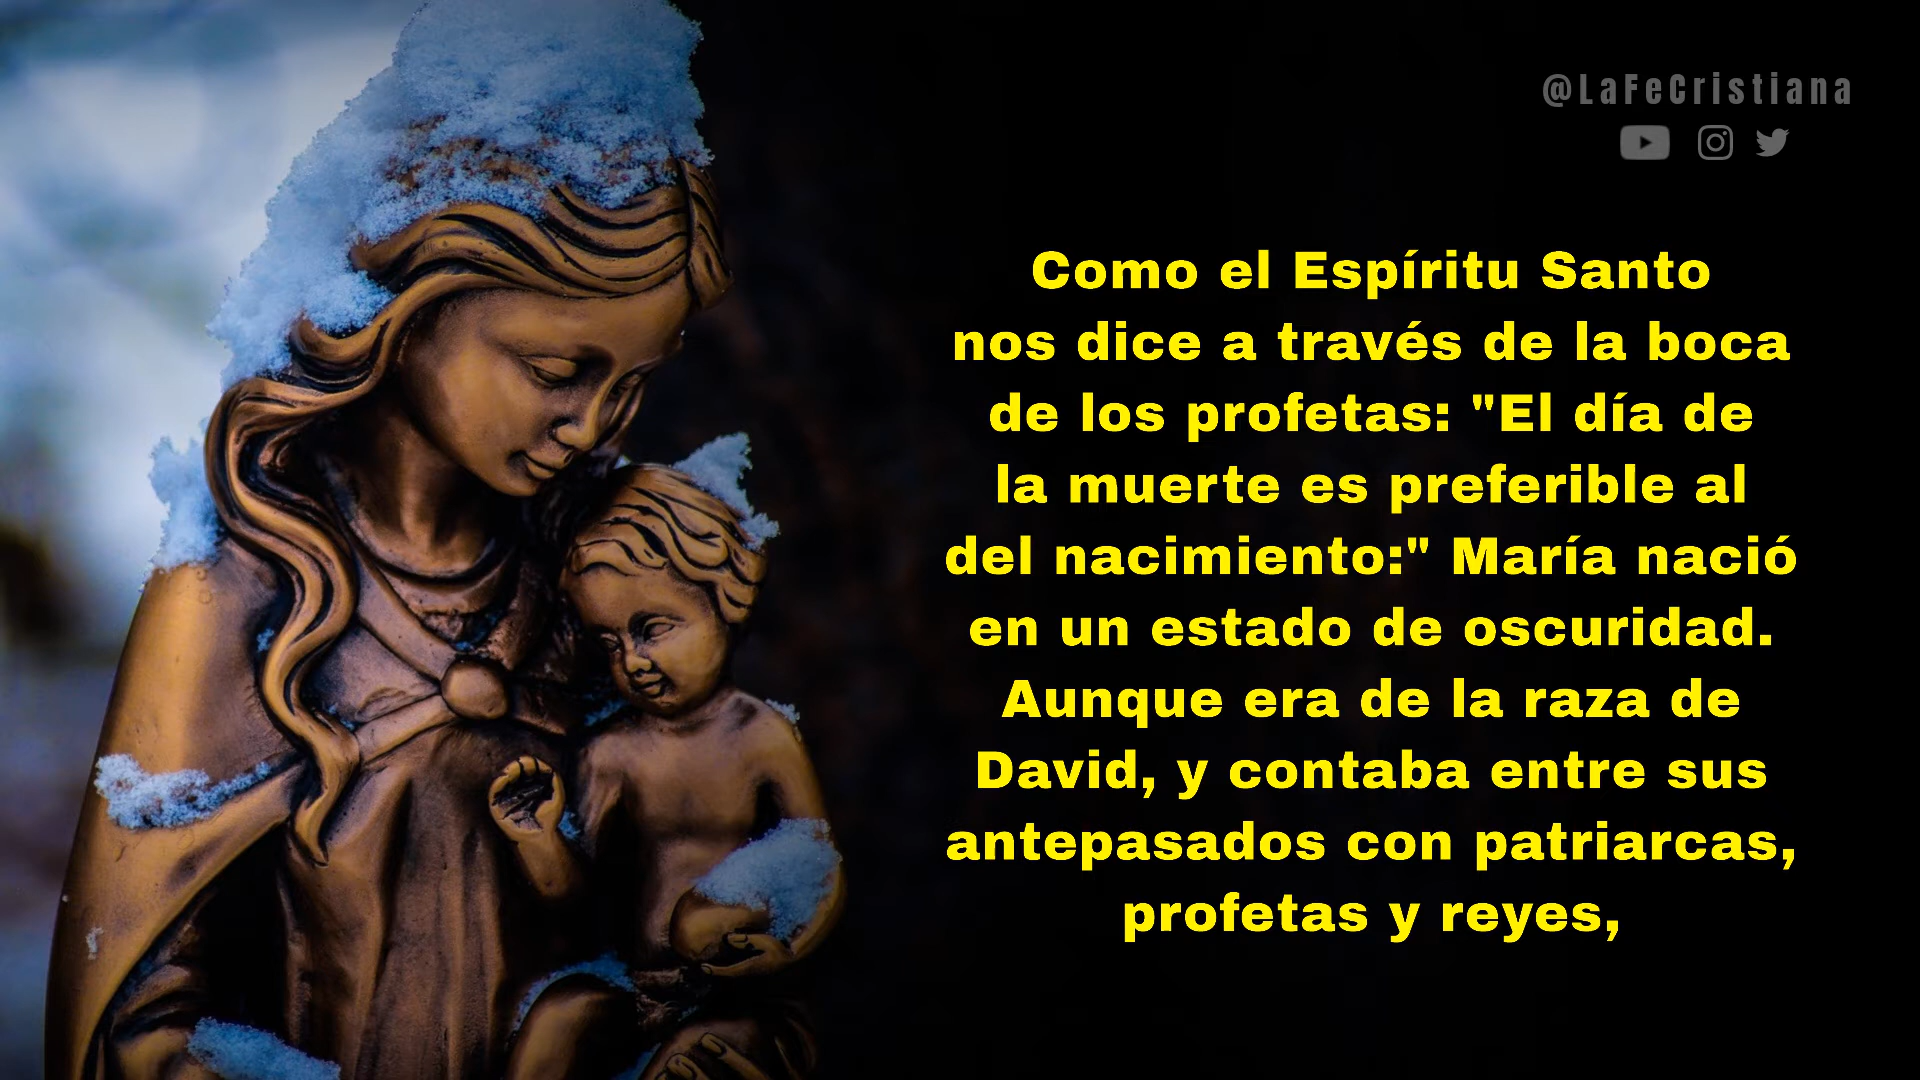 @LaFeCristiana
Como el Espíritu Santo
nos dice a través de la boca
de los profetas: "El día de
la muerte es preferible al
del nacimiento:" María nació
en un estado de oscuridad.
Aunque era de la raza de
David, y contaba entre sus
antepasados con patriarcas,
profetas y reyes,